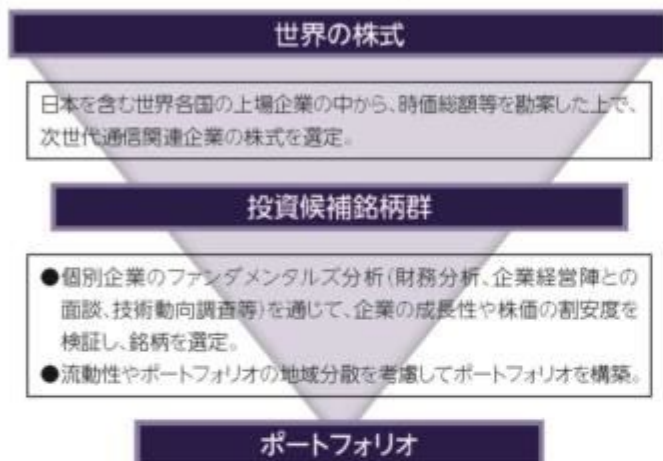 世界の株式
日本を含む世界各国の上場企業の中から、時価総額等を勘案した上で、
次世代通信関連企業の株式を選定。
投資候補銘柄群
●個別企業のファンダメンタルズ分析(財務分析、企業経営陣との
面談、技術動向調査等)を通じて、企業の成長性や株価の割安度を
検証し、銘柄を選定。
●流動性やポートフォリオの地域分散を考慮してポートフォリオを構築。
ポートフォリオ